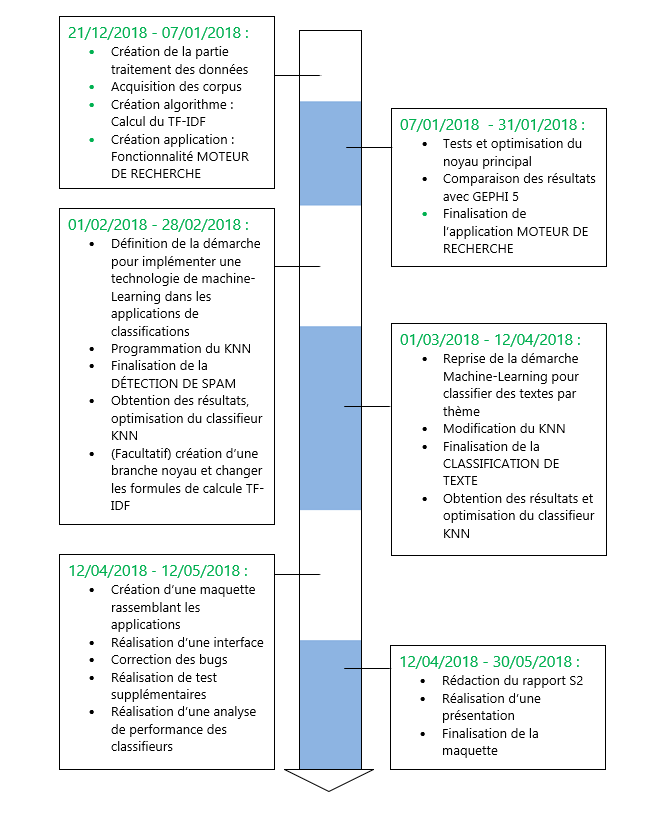 21/12/2018 - 07/01/2018 :
• Création de la partie
traitement des données
• Acquisition des corpus
• Création algorithme :
Calcul du TF-IDF
• Création application :
Fonctionnalité MOTEUR
DE RECHERCHE
07/01/2018 - 31/01/2018 :
• Tests et optimisation du
noyau principal
• Comparaison des résultats
avec GEPHI 5
• Finalisation de
l’application MOTEUR DE
RECHERCHE
01/02/2018 - 28/02/2018 :
• Définition de la démarche
pour implémenter une
technologie de machine-
Learning dans les
applications de
classifications
• Programmation du KNN
• Finalisation de la
DÉTECTION DE SPAM
• Obtention des résultats,
optimisation du classifieur
KNN
• (Facultatif) création d’une
branche noyau et changer
les formules de calcule TF-
IDF
01/03/2018 - 12/04/2018 :
• Reprise de la démarche
Machine-Learning pour
classifier des textes par
thème
• Modification du KNN
• Finalisation de la
CLASSIFICATION DE
TEXTE
• Obtention des résultats et
optimisation du classifieur
KNN
12/04/2018 - 12/05/2018 :
• Création d’une maquette
rassemblant les
applications
• Réalisation d’une interface
• Correction des bugs
• Réalisation de test
supplémentaires
• Réalisation d’une analyse
de performance des
classifieurs
12/04/2018 - 30/05/2018 :
• Rédaction du rapport S2
• Réalisation d’une
présentation
• Finalisation de la
maquette